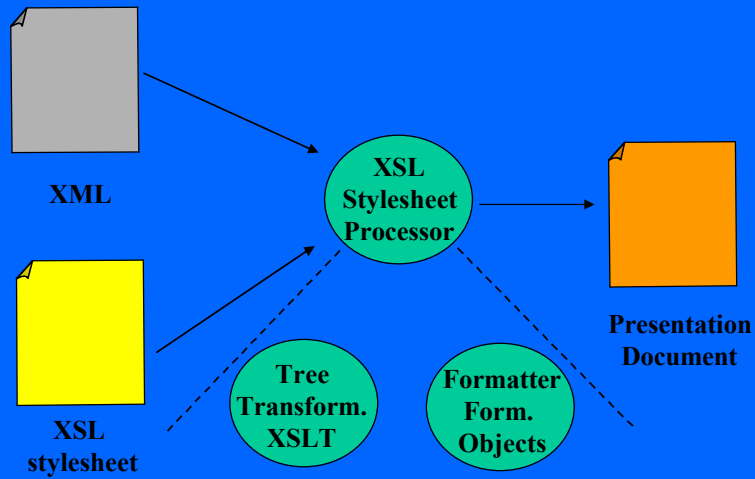 XML
XSL
Stylesheet
Processor
Presentation
Document
XSL
stylesheet
Tree
Transform.
XSLT
Formatter
Form.
Objects